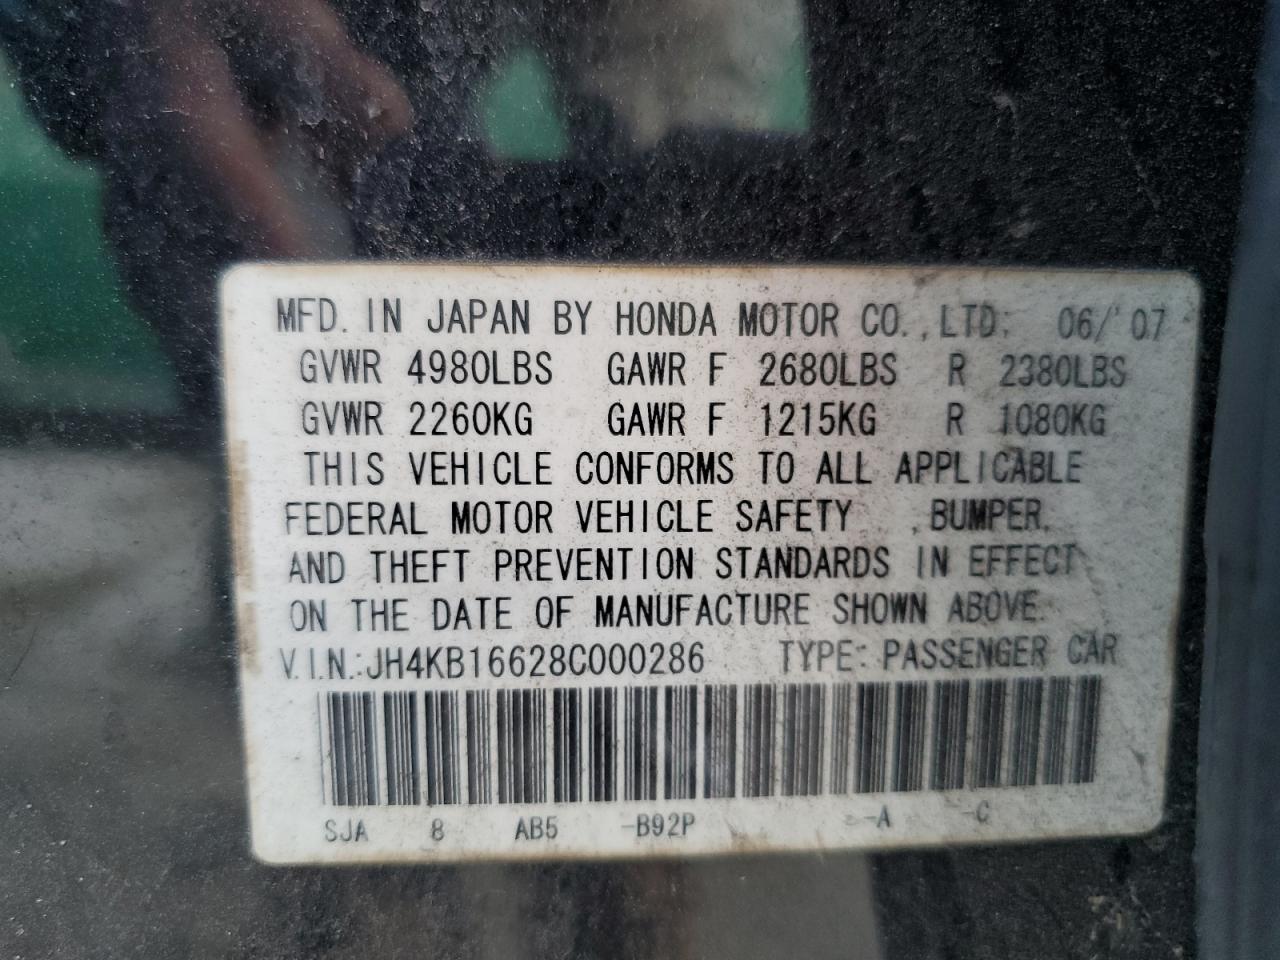 MFD. IN JAPAN BY HONDA MOTOR CO.,LTD. 06/'07
GVWR 4980LBS GAWR F 2680LBS R 2380LBS
GVWR 2260KG GAWR F 1215KG R 1080KG
THIS VEHICLE CONFORMS TO ALL APPLICABLE
FEDERAL MOTOR VEHICLE SAFETY , BUMPER,
AND THEFT PREVENTION STANDARDS IN EFFECT
ON THE DATE OF MANUFACTURE SHOWN ABOVE.
V.I.N.:JH4KB16628C000286 TYPE: PASSENGER CAR
SJA 8 AB5 -B92P -A -C